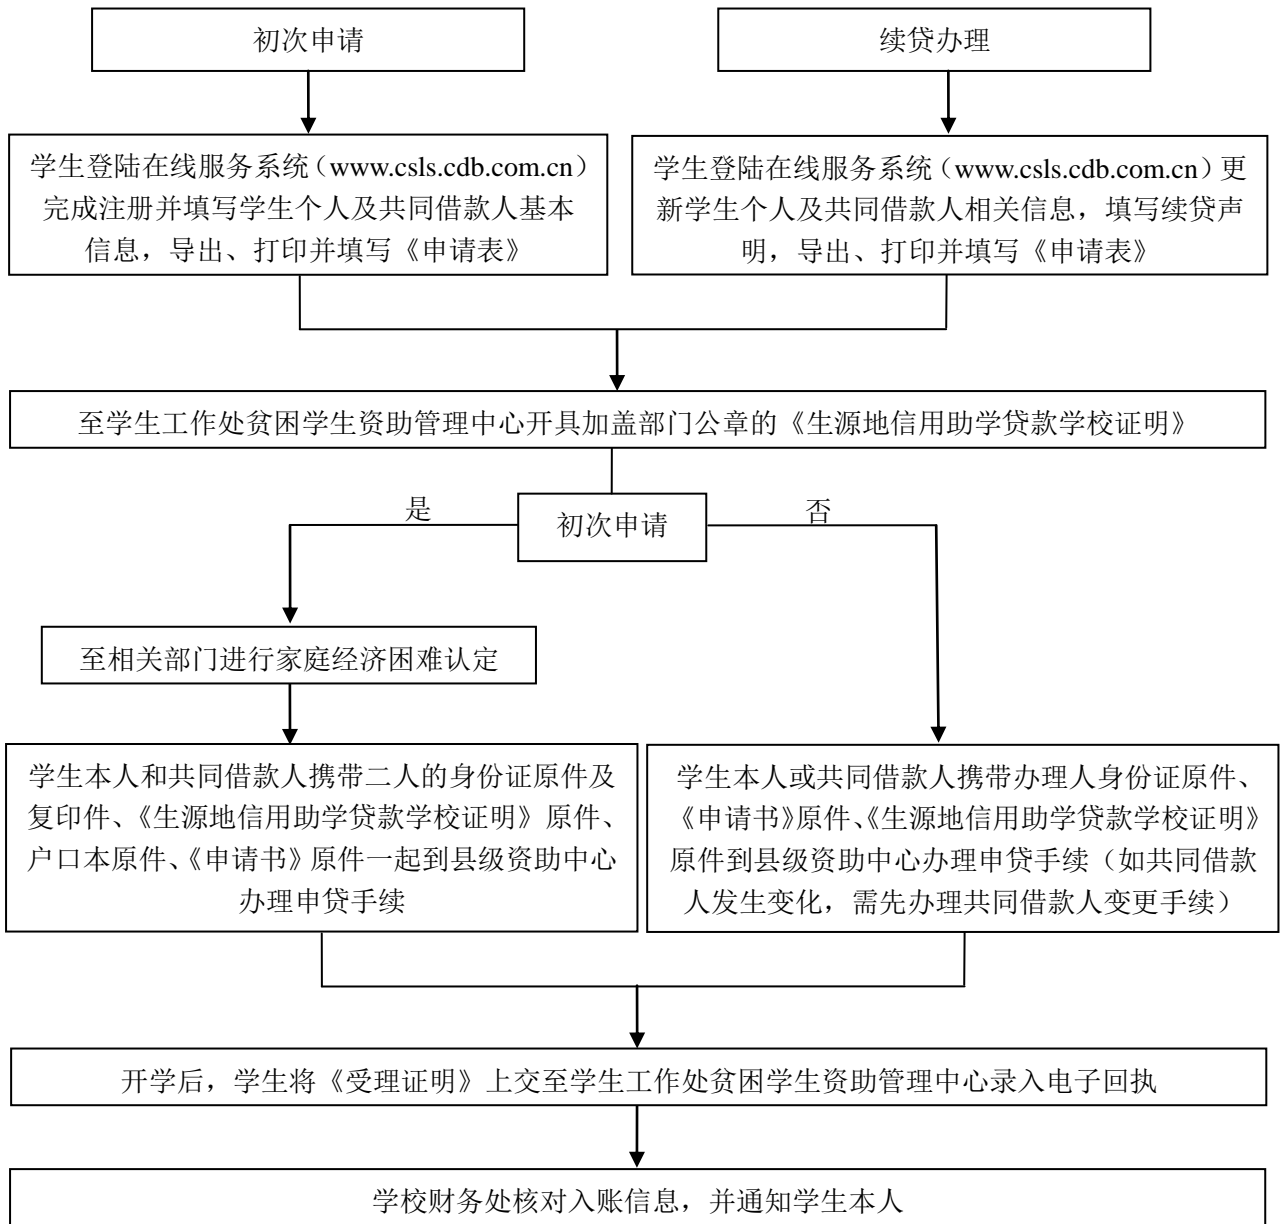 初次申请
续贷办理
学生登陆在线服务系统（www.csls.cdb.com.cn）
完成注册并填写学生个人及共同借款人基本
信息，导出、打印并填写《申请表》
学生登陆在线服务系统（www.csls.cdb.com.cn）更
新学生个人及共同借款人相关信息，填写续贷声
明，导出、打印并填写《申请表》
至学生工作处贫困学生资助管理中心开具加盖部门公章的《生源地信用助学贷款学校证明》
是
初次申请
否
至相关部门进行家庭经济困难认定
学生本人和共同借款人携带二人的身份证原件及
复印件、《生源地信用助学贷款学校证明》原件、
户口本原件、《申请书》原件一起到县级资助中心
办理申贷手续
学生本人或共同借款人携带办理人身份证原件、
《申请书》原件、《生源地信用助学贷款学校证明》
原件到县级资助中心办理申贷手续（如共同借款
人发生变化，需先办理共同借款人变更手续）
开学后，学生将《受理证明》上交至学生工作处贫困学生资助管理中心录入电子回执
学校财务处核对入账信息，并通知学生本人